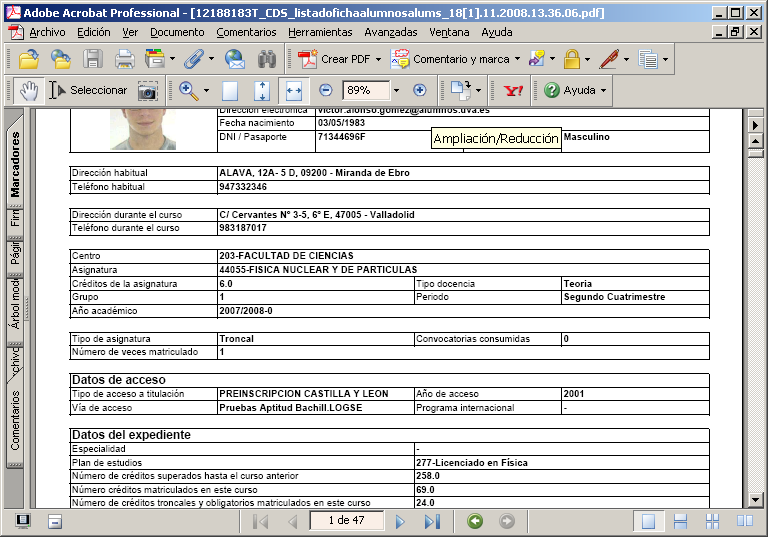 Adobe Acrobat Professional - [12188183T_CDS_listadofichaalumnosalums_18[1].11.2008.13.36.06.pdf]
Archivo Edición Ver Documento Comentarios Herramientas Avanzadas Ventana Ayuda
Crear PDF Comentario y marca
Seleccionar 89% Y! Ayuda
Dirección electrónica victor.alonso.gomez@alumnos.uva.es
Fecha nacimiento 03/05/1983
DNI / Pasaporte 71344696F Masculino
Ampliación/Reducción
Dirección habitual ALAVA, 12A- 5 D, 09200 - Miranda de Ebro
Teléfono habitual 947332346
Dirección durante el curso C/ Cervantes Nº 3-5, 6º E, 47005 - Valladolid
Teléfono durante el curso 983187017
Centro 203-FACULTAD DE CIENCIAS
Asignatura 44055-FISICA NUCLEAR Y DE PARTICULAS
Créditos de la asignatura 6.0 Tipo docencia Teoria
Grupo 1 Periodo Segundo Cuatrimestre
Año académico 2007/2008-0
Tipo de asignatura Troncal Convocatorias consumidas 0
Número de veces matriculado 1
Datos de acceso
Tipo de acceso a titulación PREINSCRIPCION CASTILLA Y LEON Año de acceso 2001
Vía de acceso Pruebas Aptitud Bachill.LOGSE Programa internacional -
Datos del expediente
Especialidad -
Plan de estudios 277-Licenciado en Física
Número de créditos superados hasta el curso anterior 258.0
Número créditos matriculados en este curso 69.0
Número de créditos troncales y obligatorios matriculados en este curso 24.0
Marcadores
Firr
Págir
Árbol mode
rchivo
Comentarios
1 de 47